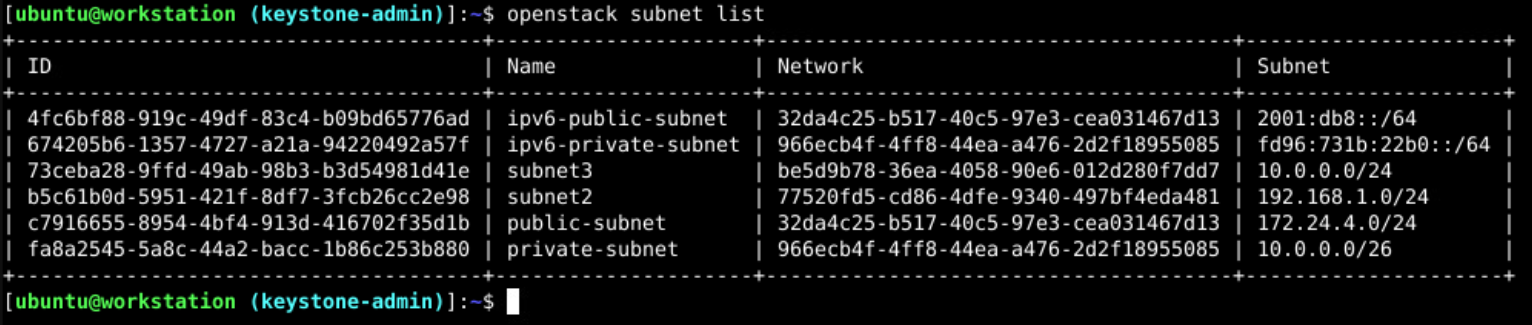 [ubuntu@workstation (keystone-admin)]:~$ openstack subnet list
+--------------------------------------+---------------------+--------------------------------------+--------------------+
| ID                                   | Name                | Network                              | Subnet             |
+--------------------------------------+---------------------+--------------------------------------+--------------------+
| 4fc6bf88-919c-49df-83c4-b09bd65776ad | ipv6-public-subnet  | 32da4c25-b517-40c5-97e3-cea031467d13 | 2001:db8::/64      |
| 674205b6-1357-4727-a21a-94220492a57f | ipv6-private-subnet | 966ecb4f-4ff8-44ea-a476-2d2f18955085 | fd96:731b:22b0::/64 |
| 73ceba28-9ffd-49ab-98b3-b3d54981d41e | subnet3             | be5d9b78-36ea-4058-90e6-012d280f7dd7 | 10.0.0.0/24        |
| b5c61b0d-5951-421f-8df7-3fcb26cc2e98 | subnet2             | 77520fd5-cd86-4dfe-9340-497bf4eda481 | 192.168.1.0/24     |
| c7916655-8954-4bf4-913d-416702f35d1b | public-subnet       | 32da4c25-b517-40c5-97e3-cea031467d13 | 172.24.4.0/24      |
| fa8a2545-5a8c-44a2-bacc-1b86c253b880 | private-subnet      | 966ecb4f-4ff8-44ea-a476-2d2f18955085 | 10.0.0.0/26        |
+--------------------------------------+---------------------+--------------------------------------+--------------------+
[ubuntu@workstation (keystone-admin)]:~$